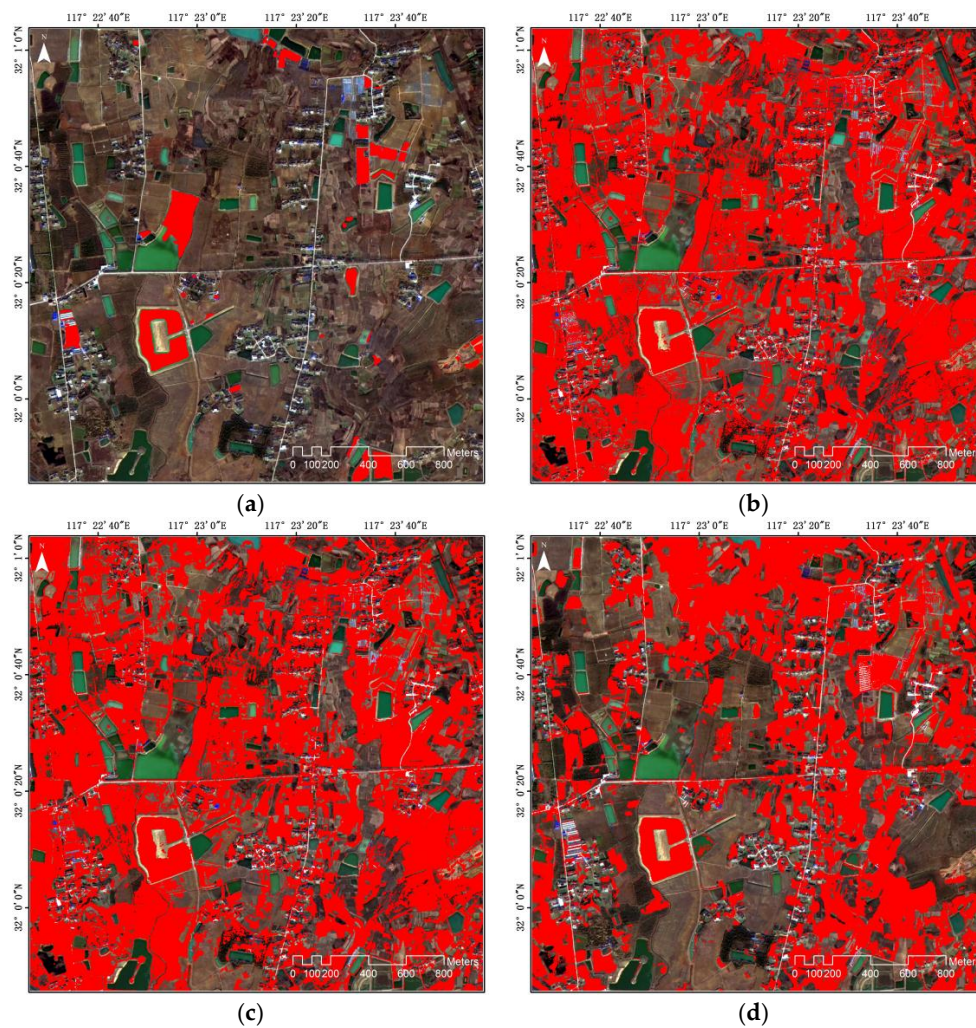 117° 22′ 40″E 117° 23′ 0″E 117° 23′ 20″E 117° 23′ 40″E
117° 22′ 40″E 117° 23′ 0″E 117° 23′ 20″E 117° 23′ 40″E
N
32° 1′ 0″N
32° 0′ 40″N
32° 0′ 20″N
32° 0′ 0″N
0 100 200 400 600 800
Meters
N
32° 1′ 0″N
32° 0′ 40″N
32° 0′ 20″N
32° 0′ 0″N
0 100 200 400 600 800
Meters
(a)
(b)
117° 22′ 40″E 117° 23′ 0″E 117° 23′ 20″E 117° 23′ 40″E
117° 22′ 40″E 117° 23′ 0″E 117° 23′ 20″E 117° 23′ 40″E
N
32° 1′ 0″N
32° 0′ 40″N
32° 0′ 20″N
32° 0′ 0″N
0 100 200 400 600 800
Meters
N
32° 1′ 0″N
32° 0′ 40″N
32° 0′ 20″N
32° 0′ 0″N
0 100 200 400 600 800
Meters
(c)
(d)